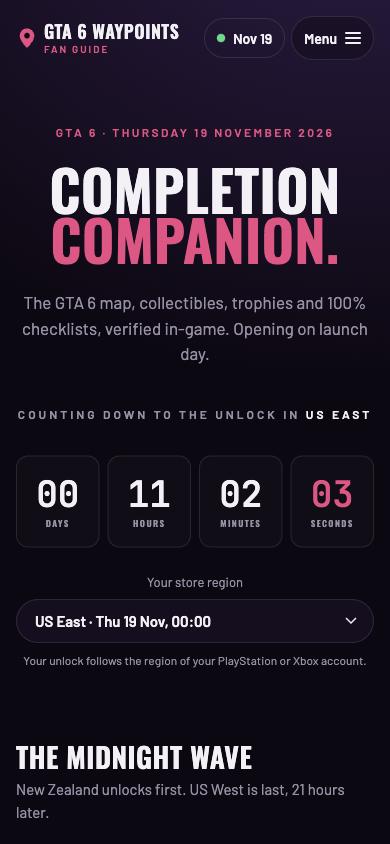 GTA 6 WAYPOINTS
FAN GUIDE
Nov 19
Menu
GTA 6 · THURSDAY 19 NOVEMBER 2026
COMPLETION
COMPANION.
The GTA 6 map, collectibles, trophies and 100%
checklists, verified in-game. Opening on launch
day.
COUNTING DOWN TO THE UNLOCK IN US EAST
00 11 02 03
DAYS HOURS MINUTES SECONDS
Your store region
US East · Thu 19 Nov, 00:00
Your unlock follows the region of your PlayStation or Xbox account.
THE MIDNIGHT WAVE
New Zealand unlocks first. US West is last, 21 hours
later.